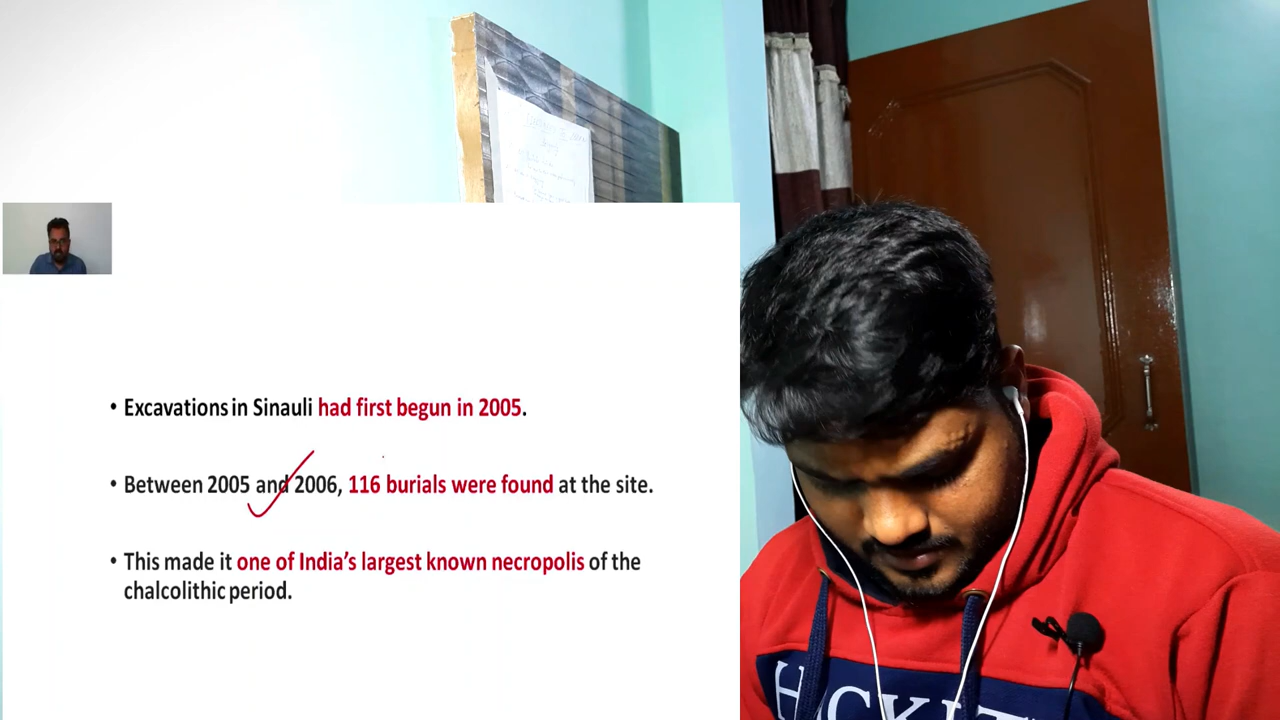 • Excavations in Sinauli had first begun in 2005.
• Between 2005 and 2006, 116 burials were found at the site.
• This made it one of India’s largest known necropolis of the
chalcolithic period.
HACKIT